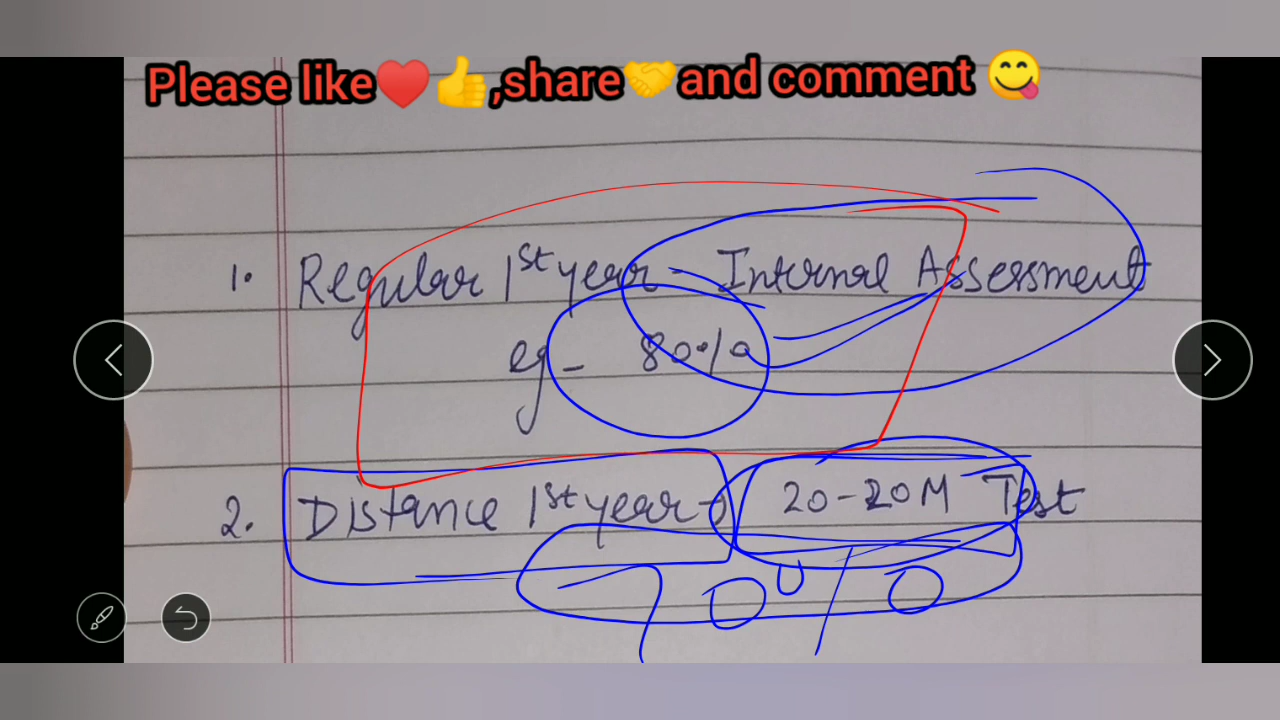 Please like❤️👍,share🤝and comment 😋
1. Regular 1st year - Internal Assessment
eg - 80%
2. Distance 1st year → 20-20M Test
70%